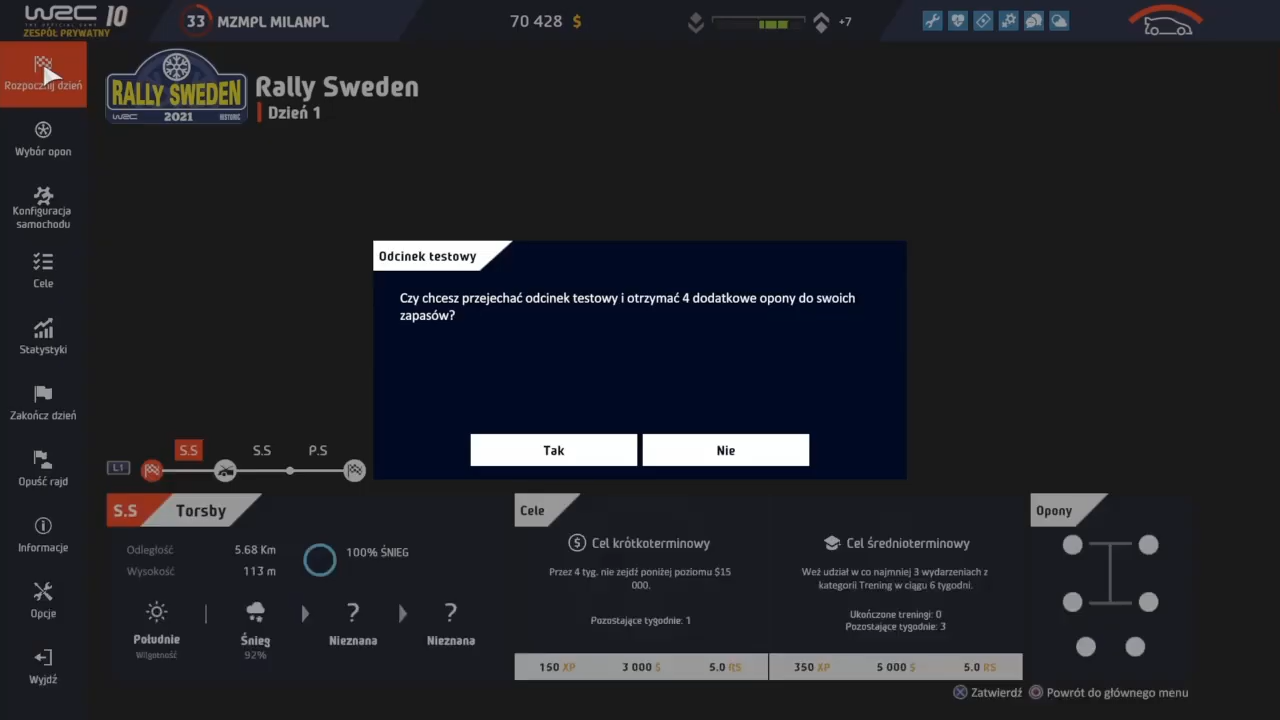 WRC 10
THE OFFICIAL GAME
ZESPÓŁ PRYWATNY
33 MZMPL MILANPL
70 428 $
+7
Rozpocznij dzień
RALLY SWEDEN
WRC 2021 HISTORIC
Rally Sweden
Dzień 1
Wybór opon
Konfiguracja
samochodu
Cele
Statystyki
Zakończ dzień
Opuść rajd
Informacje
Opcje
Wyjdź
Odcinek testowy
Czy chcesz przejechać odcinek testowy i otrzymać 4 dodatkowe opony do swoich
zapasów?
Tak Nie
S.S S.S P.S
L1
S.S Torsby
Odległość 5.68 Km
Wysokość 113 m
100% ŚNIEG
Południe
Wilgotność
Śnieg
92%
?
Nieznana
?
Nieznana
Cele
Cel krótkoterminowy
Przez 4 tyg. nie zejdź poniżej poziomu $15
000.
Pozostające tygodnie: 1
150 XP 3 000 $ 5.0 RS
Cel średnioterminowy
Weź udział w co najmniej 3 wydarzeniach z
kategorii Trening w ciągu 6 tygodni.
Ukończone treningi: 0
Pozostające tygodnie: 3
350 XP 5 000 $ 5.0 RS
Opony
Zatwierdź Powrót do głównego menu